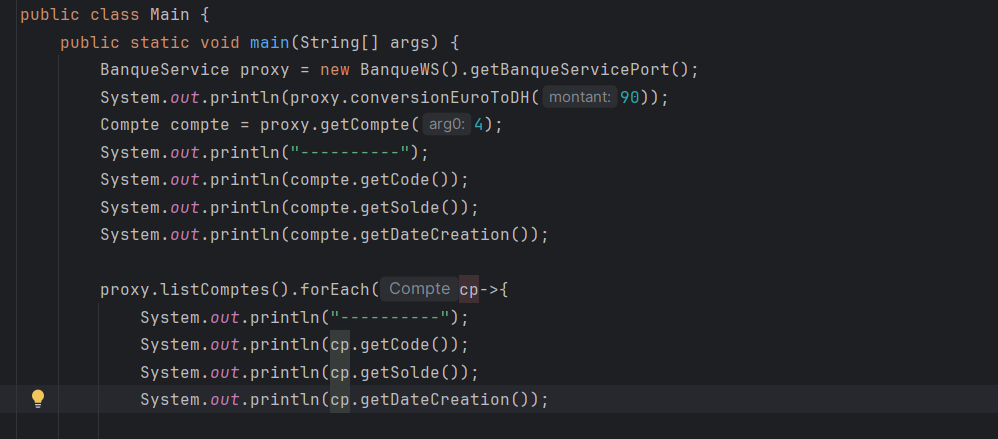 public class Main {
public static void main(String[] args) {
BanqueService proxy = new BanqueWS().getBanqueServicePort();
System.out.println(proxy.conversionEuroToDH( montant: 90));
Compte compte = proxy.getCompte( arg0: 4);
System.out.println("----------");
System.out.println(compte.getCode());
System.out.println(compte.getSolde());
System.out.println(compte.getDateCreation());
proxy.listComptes().forEach( Compte cp->{
System.out.println("----------");
System.out.println(cp.getCode());
System.out.println(cp.getSolde());
System.out.println(cp.getDateCreation());